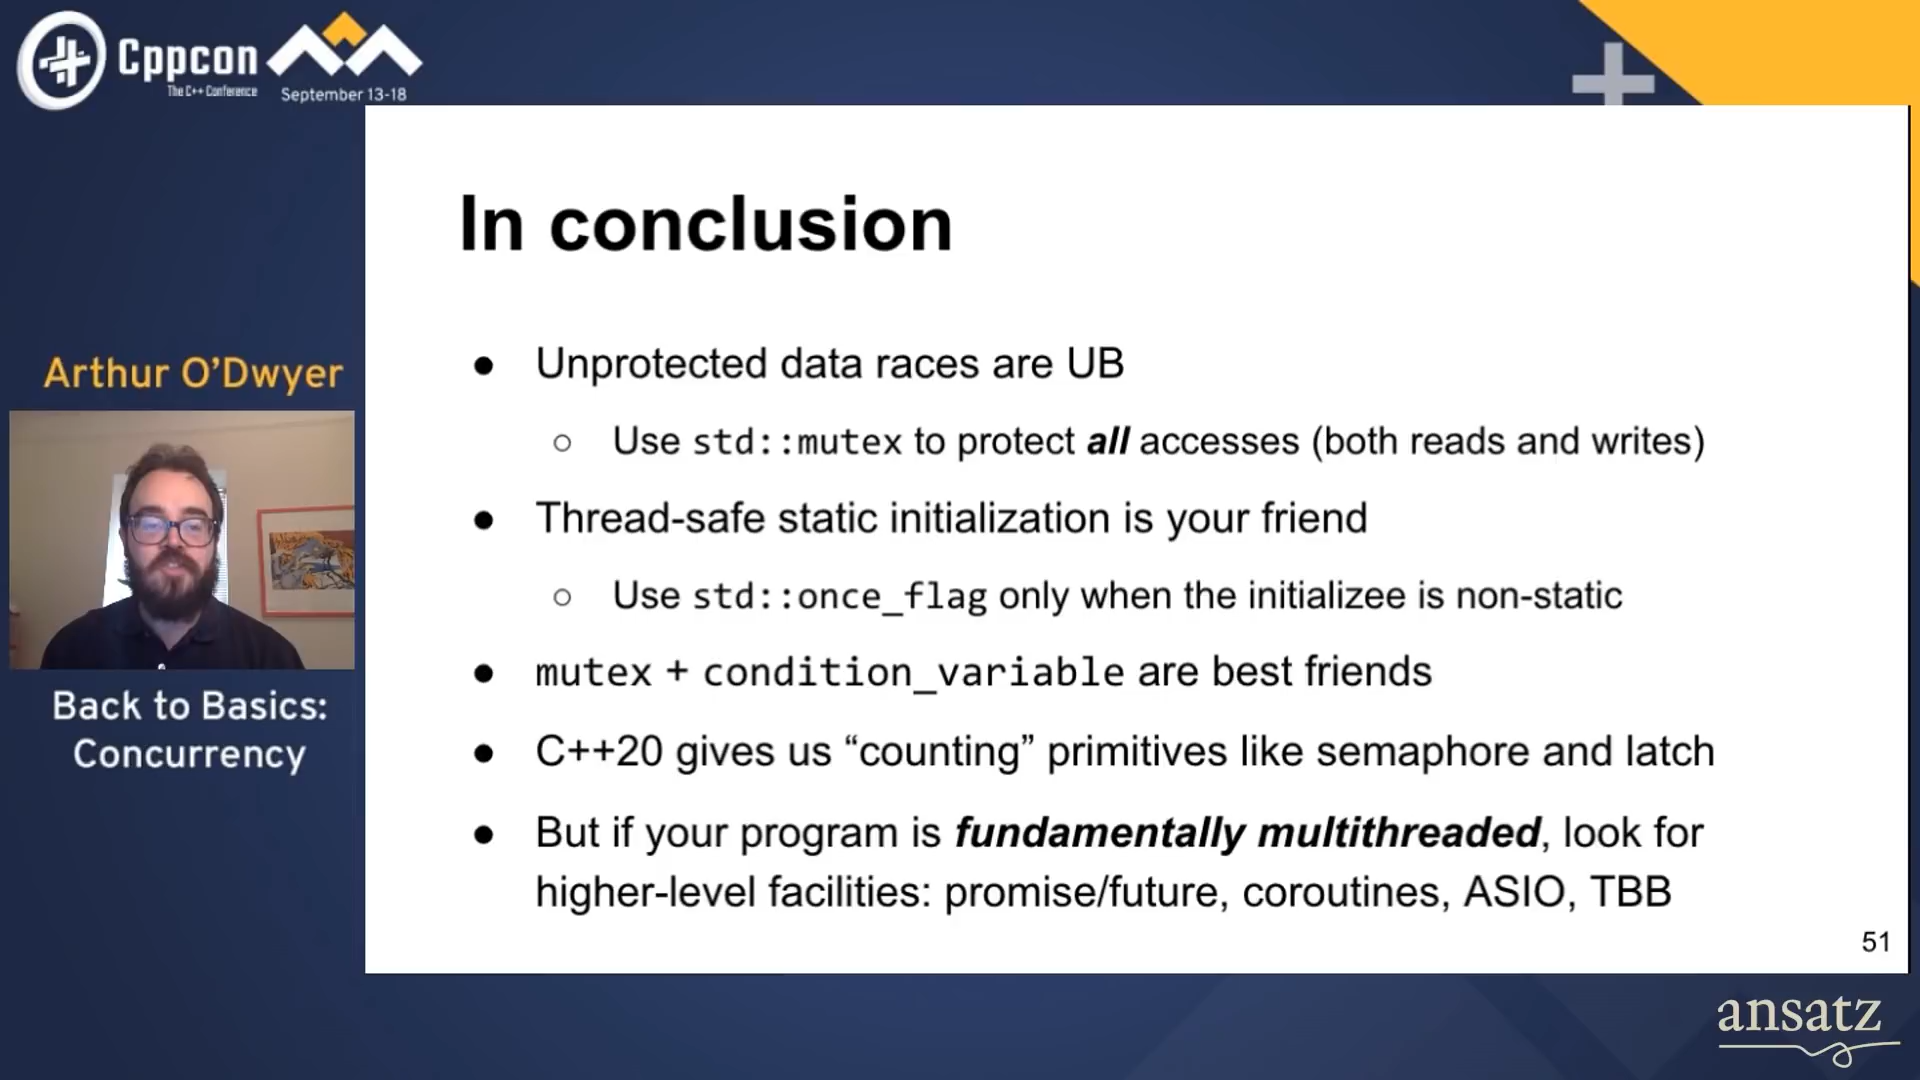 Cppcon
The C++ Conference
September 13-18
In conclusion
● Unprotected data races are UB
○ Use std::mutex to protect all accesses (both reads and writes)
● Thread-safe static initialization is your friend
○ Use std::once_flag only when the initializee is non-static
● mutex + condition_variable are best friends
● C++20 gives us “counting” primitives like semaphore and latch
● But if your program is fundamentally multithreaded, look for
higher-level facilities: promise/future, coroutines, ASIO, TBB
51
Arthur O’Dwyer
Back to Basics:
Concurrency
ansatz